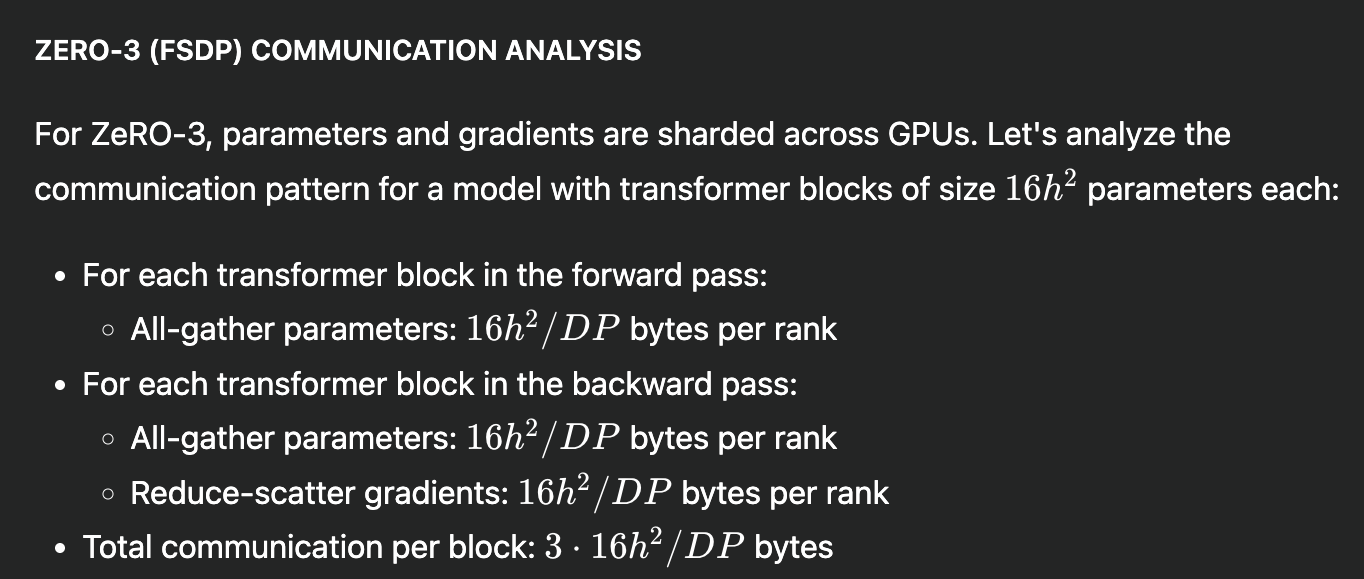 ZERO-3 (FSDP) COMMUNICATION ANALYSIS
For ZeRO-3, parameters and gradients are sharded across GPUs. Let's analyze the
communication pattern for a model with transformer blocks of size 16h² parameters each:
• For each transformer block in the forward pass:
◦ All-gather parameters: 16h²/DP bytes per rank
• For each transformer block in the backward pass:
◦ All-gather parameters: 16h²/DP bytes per rank
◦ Reduce-scatter gradients: 16h²/DP bytes per rank
• Total communication per block: 3 · 16h²/DP bytes